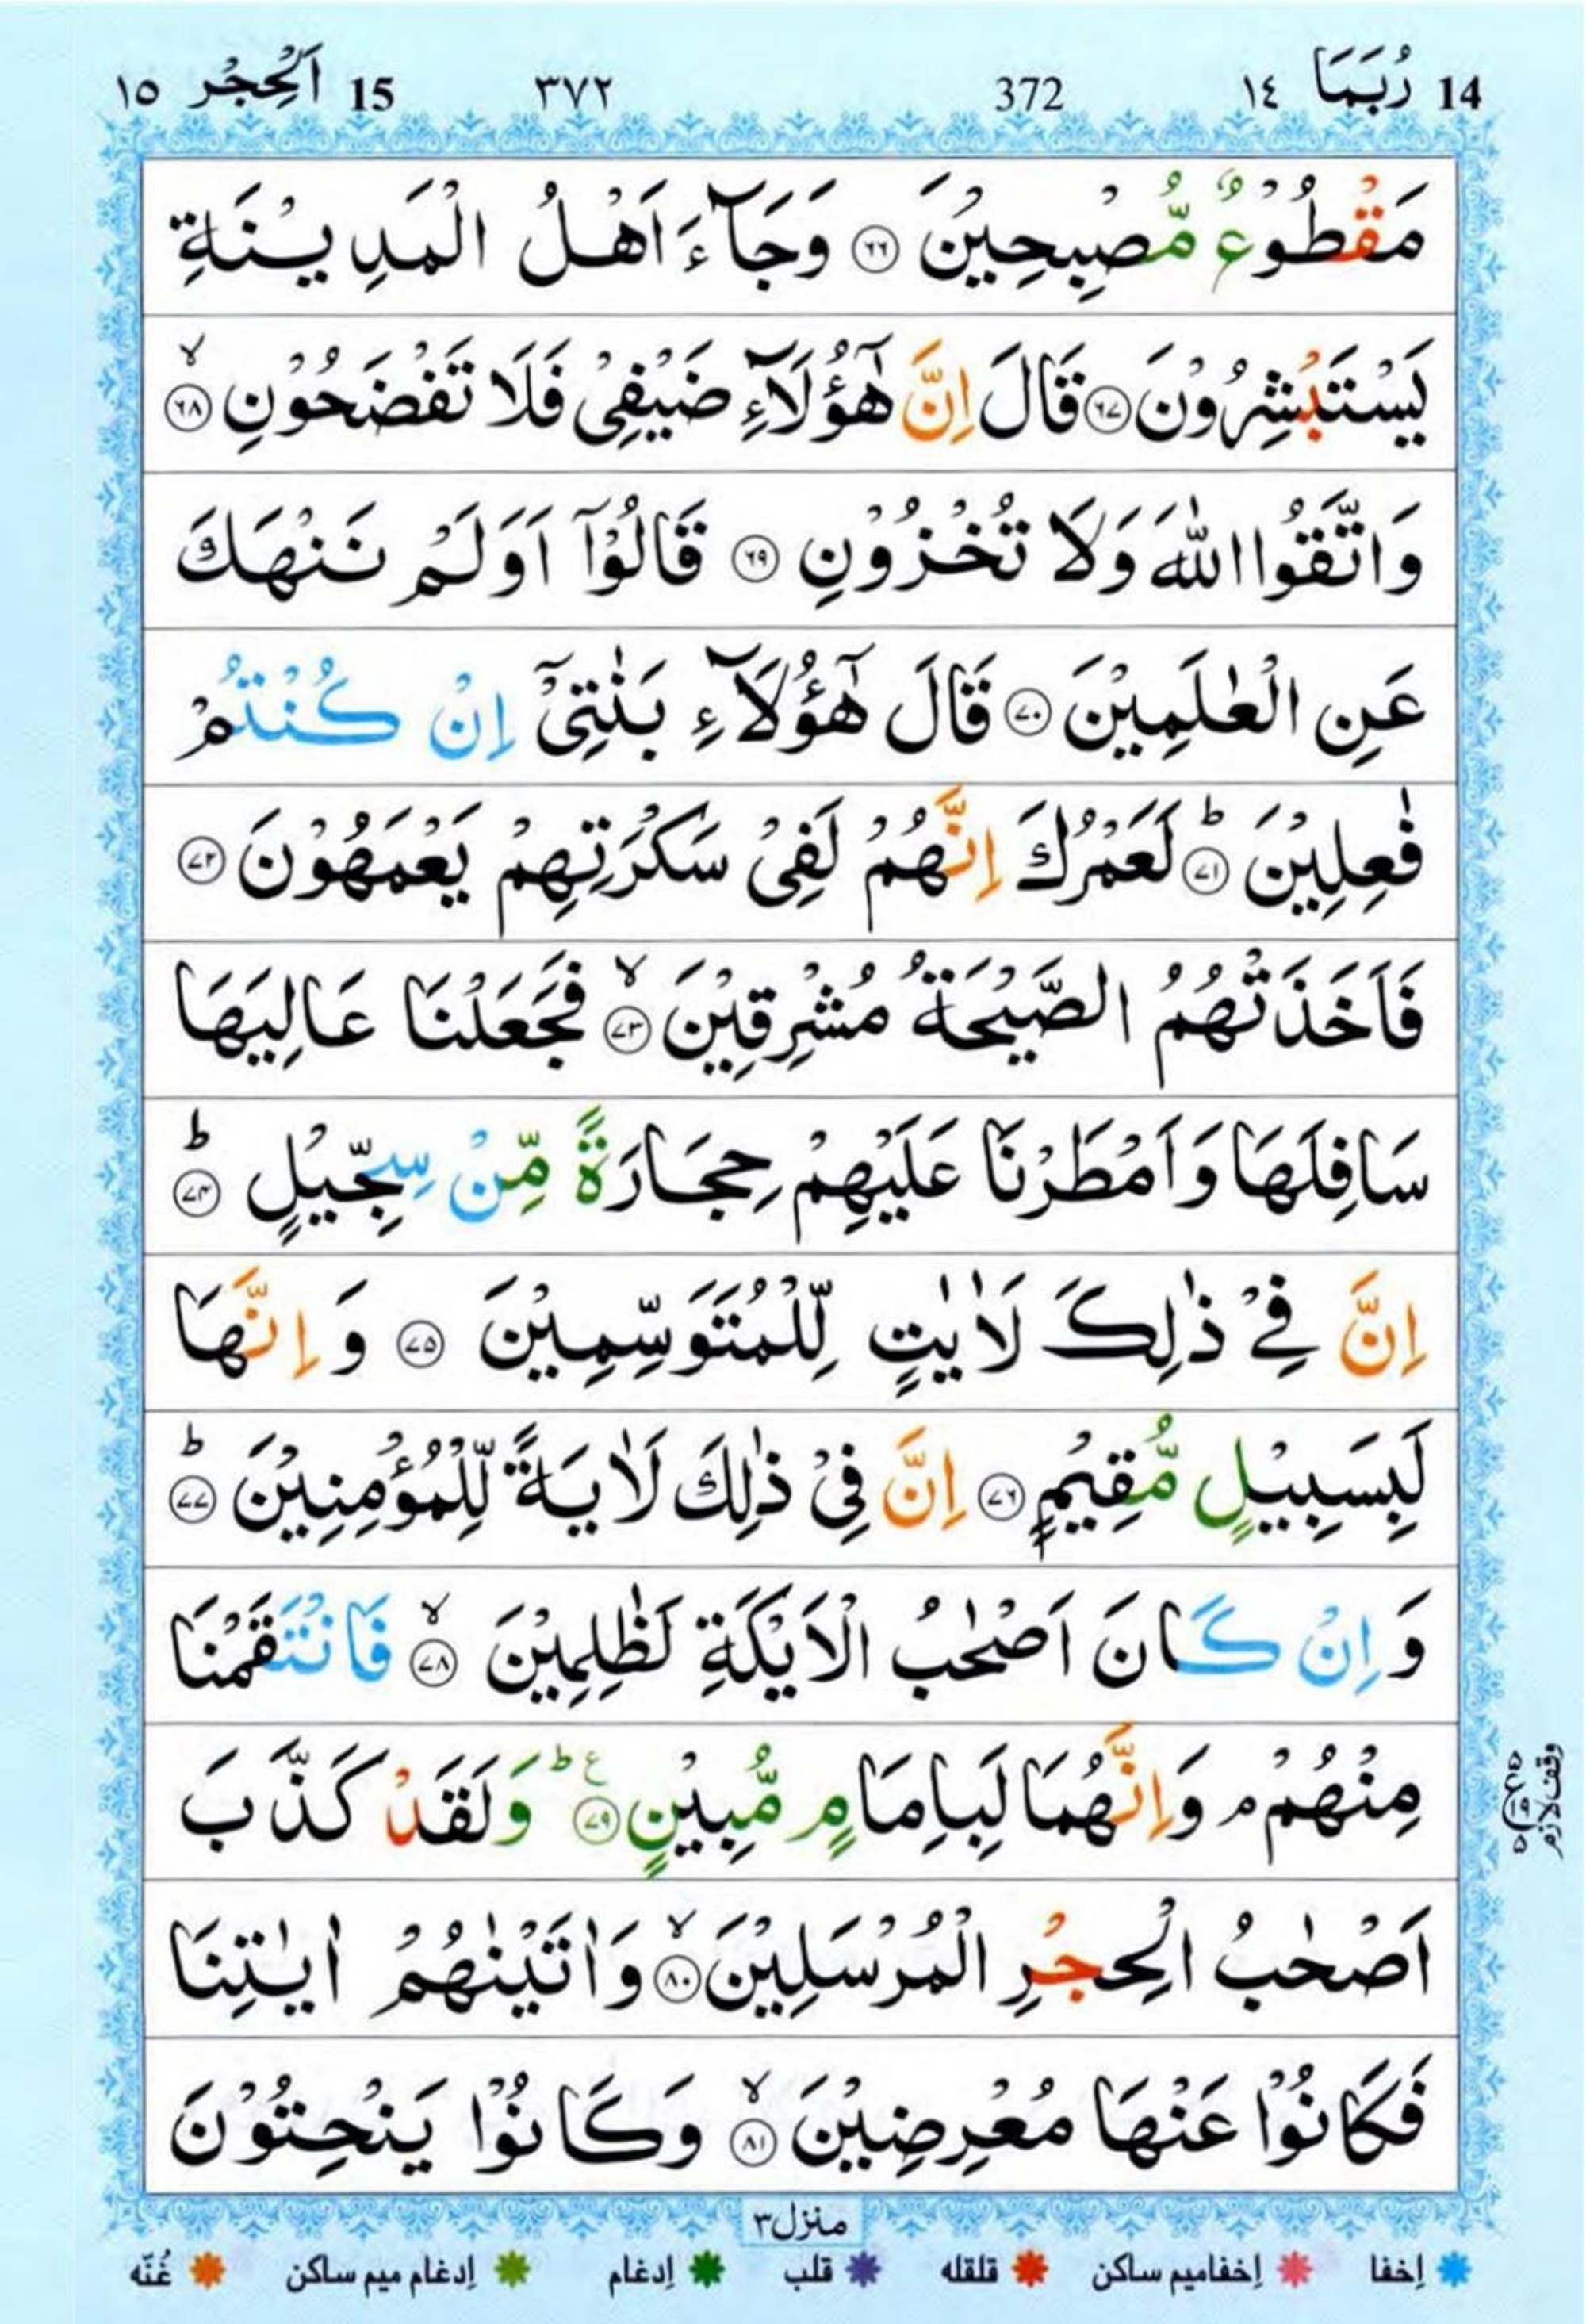 14 رُبَمَا ١٤ 372 ٣٧٢ 15 اَلْحِجْر ١٥
مَقْطُوْعٌ مُّصْبِحِيْنَ ﴿٦٦﴾ وَجَآءَ اَهْلُ الْمَدِيْنَةِ
يَسْتَبْشِرُوْنَ ﴿٦٧﴾ قَالَ اِنَّ هٰٓؤُلَآءِ ضَيْفِيْ فَلَا تَفْضَحُوْنِ ۙ﴿٦٨﴾
وَاتَّقُوا اللّٰهَ وَلَا تُخْزُوْنِ ﴿٦٩﴾ قَالُوْٓا اَوَلَمْ نَنْهَكَ
عَنِ الْعٰلَمِيْنَ ﴿٧٠﴾ قَالَ هٰٓؤُلَآءِ بَنٰتِيْٓ اِنْ كُنْتُمْ
فٰعِلِيْنَ ؕ﴿٧١﴾ لَعَمْرُكَ اِنَّهُمْ لَفِيْ سَكْرَتِهِمْ يَعْمَهُوْنَ ﴿٧٢﴾
فَاَخَذَتْهُمُ الصَّيْحَةُ مُشْرِقِيْنَ ۙ﴿٧٣﴾ فَجَعَلْنَا عَالِيَهَا
سَافِلَهَا وَاَمْطَرْنَا عَلَيْهِمْ حِجَارَةً مِّنْ سِجِّيْلٍ ؕ﴿٧٤﴾
اِنَّ فِيْ ذٰلِكَ لَاٰيٰتٍ لِّلْمُتَوَسِّمِيْنَ ﴿٧٥﴾ وَاِنَّهَا
لَبِسَبِيْلٍ مُّقِيْمٍ ﴿٧٦﴾ اِنَّ فِيْ ذٰلِكَ لَاٰيَةً لِّلْمُؤْمِنِيْنَ ؕ﴿٧٧﴾
وَاِنْ كَانَ اَصْحٰبُ الْاَيْكَةِ لَظٰلِمِيْنَ ۙ﴿٧٨﴾ فَانْتَقَمْنَا
مِنْهُمْ ۘ وَاِنَّهُمَا لَبِاِمَامٍ مُّبِيْنٍ ؕع﴿٧٩﴾ وَلَقَدْ كَذَّبَ
وقف لازم
اَصْحٰبُ الْحِجْرِ الْمُرْسَلِيْنَ ۙ﴿٨٠﴾ وَاٰتَيْنٰهُمْ اٰيٰتِنَا
فَكَانُوْا عَنْهَا مُعْرِضِيْنَ ۙ﴿٨١﴾ وَكَانُوْا يَنْحِتُوْنَ
منزل٣
إخفا إخفاميم ساكن قلقله قلب إدغام إدغام ميم ساكن غُنّه